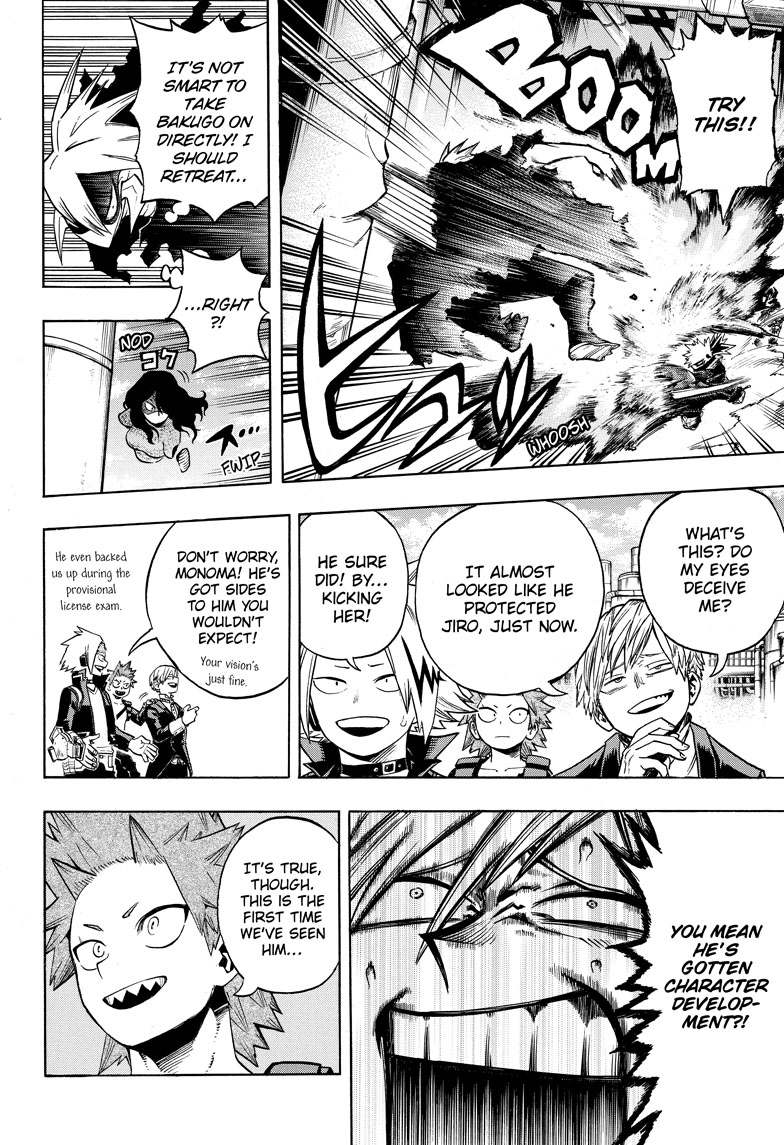 IT'S NOT
SMART TO
TAKE
BAKUGO ON
DIRECTLY! I
SHOULD
RETREAT...
BOOM
TRY
THIS!!
...RIGHT
?!
NOD
コク
ス…
FWIP
ヒュッ
WHOOSH
He even backed
us up during the
provisional
license exam.
DON'T WORRY,
MONOMA! HE'S
GOT SIDES
TO HIM YOU
WOULDN'T
EXPECT!
Your vision's
just fine.
HE SURE
DID! BY...
KICKING
HER!
IT ALMOST
LOOKED LIKE HE
PROTECTED
JIRO, JUST NOW.
WHAT'S
THIS? DO
MY EYES
DECEIVE
ME?
IT'S TRUE,
THOUGH.
THIS IS THE
FIRST TIME
WE'VE SEEN
HIM...
YOU MEAN
HE'S
GOTTEN
CHARACTER
DEVELOP-
MENT?!